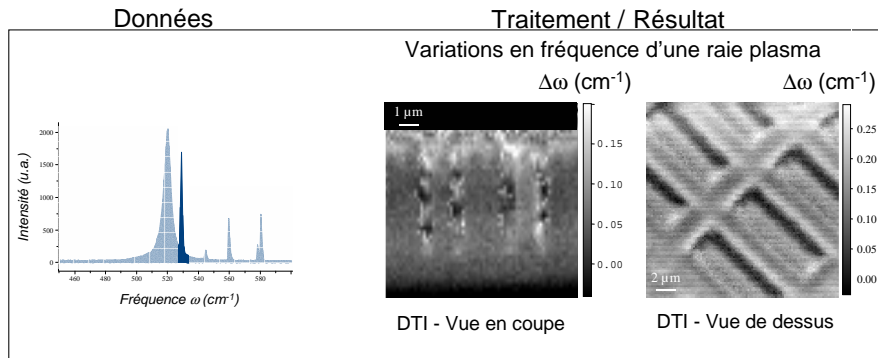 Données
Traitement / Résultat
Variations en fréquence d'une raie plasma
Intensité (u.a.)
2000
1500
1000
500
0
460 480 500 520 540 560 580
Fréquence ω (cm⁻¹)
Δω (cm⁻¹)
1 µm
0.15
0.10
0.05
0.00
DTI - Vue en coupe
Δω (cm⁻¹)
2 µm
0.25
0.20
0.15
0.10
0.05
0.00
DTI - Vue de dessus